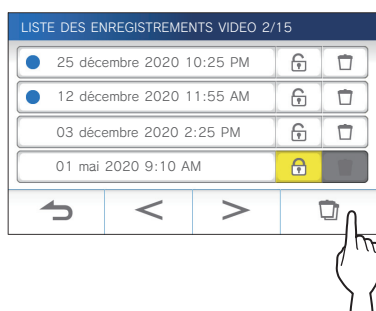 LISTE DES ENREGISTREMENTS VIDEO 2/15
25 décembre 2020 10:25 PM
12 décembre 2020 11:55 AM
03 décembre 2020 2:25 PM
01 mai 2020 9:10 AM